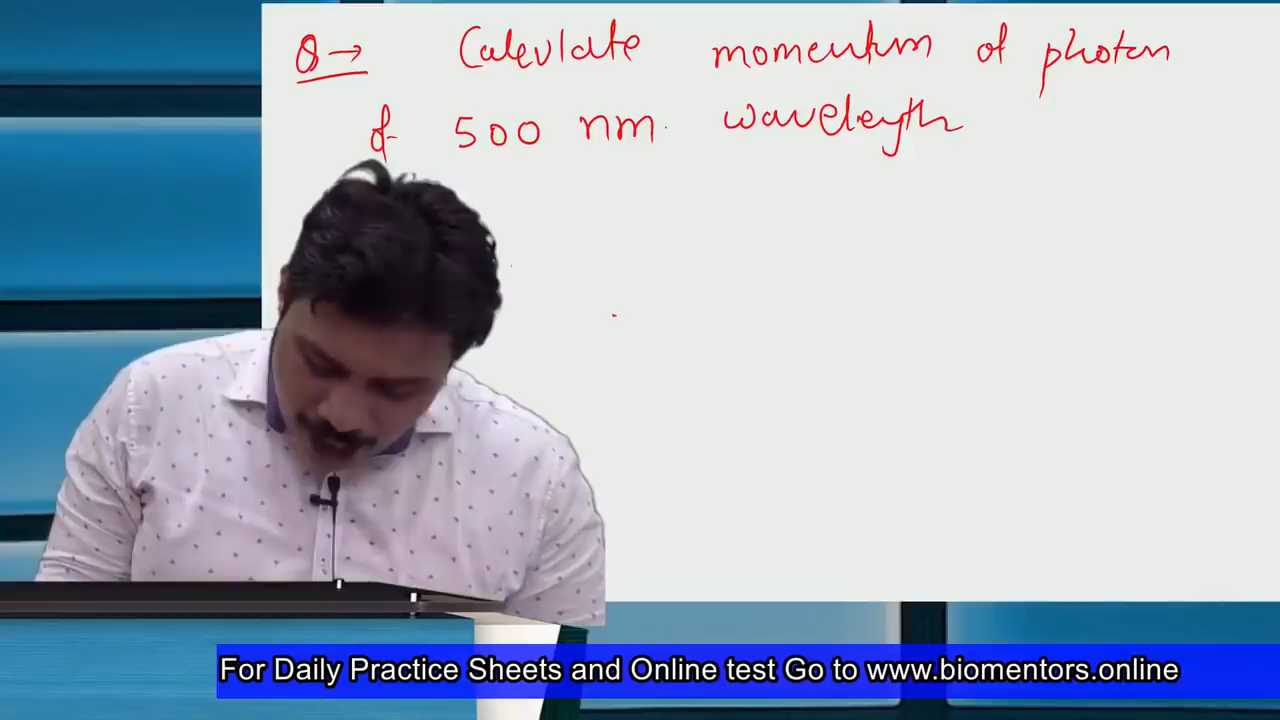 Q → Calculate momentum of photon
of 500 nm. wavelength
For Daily Practice Sheets and Online test Go to www.biomentors.online